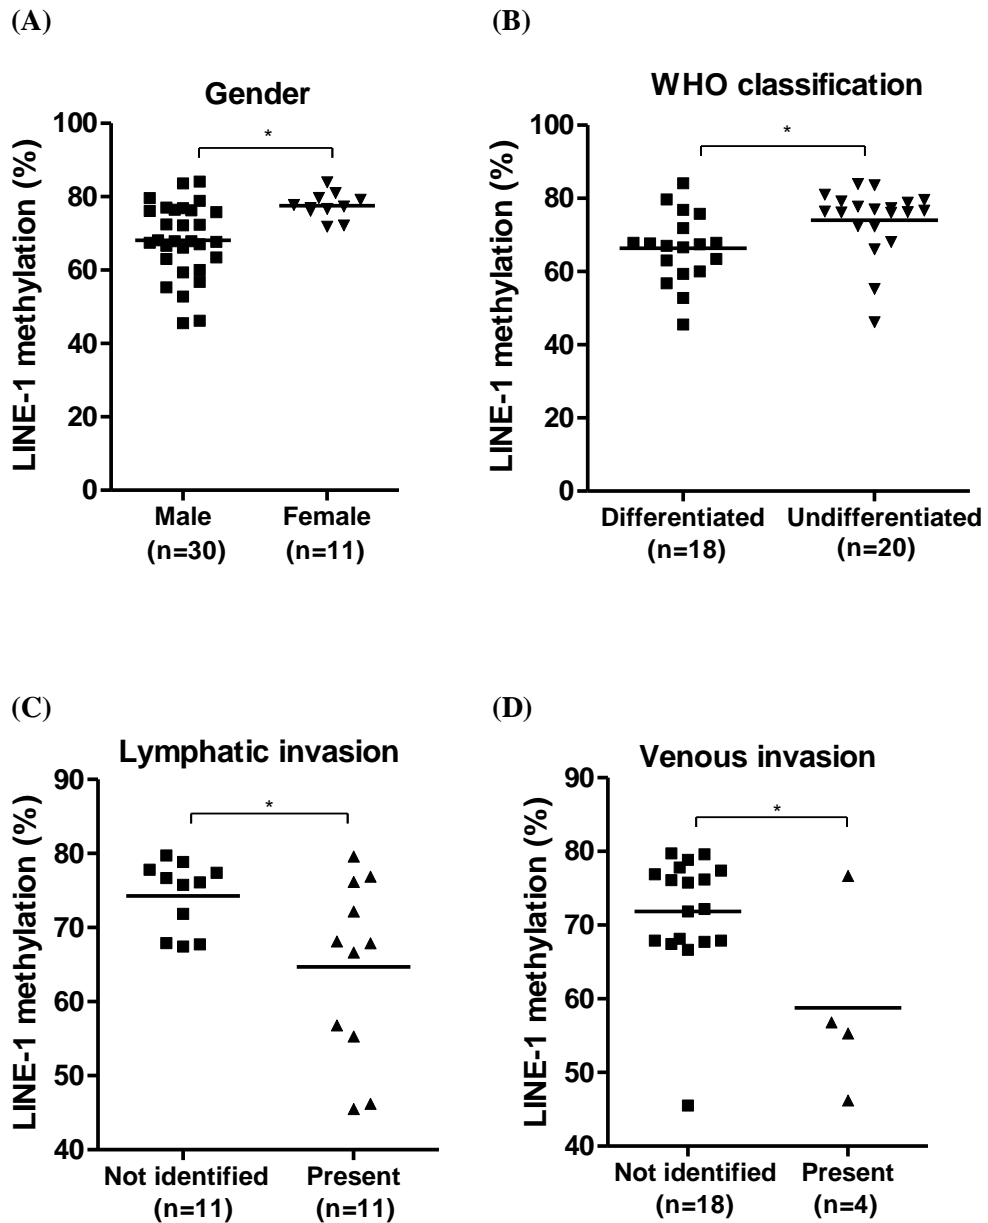 (A)
Gender
LINE-1 methylation (%)
100
80
60
40
20
0
*
Male
(n=30)
Female
(n=11)
(B)
WHO classification
LINE-1 methylation (%)
100
80
60
40
20
0
*
Differentiated
(n=18)
Undifferentiated
(n=20)
(C)
Lymphatic invasion
LINE-1 methylation (%)
90
80
70
60
50
40
*
Not identified
(n=11)
Present
(n=11)
(D)
Venous invasion
LINE-1 methylation (%)
90
80
70
60
50
40
*
Not identified
(n=18)
Present
(n=4)